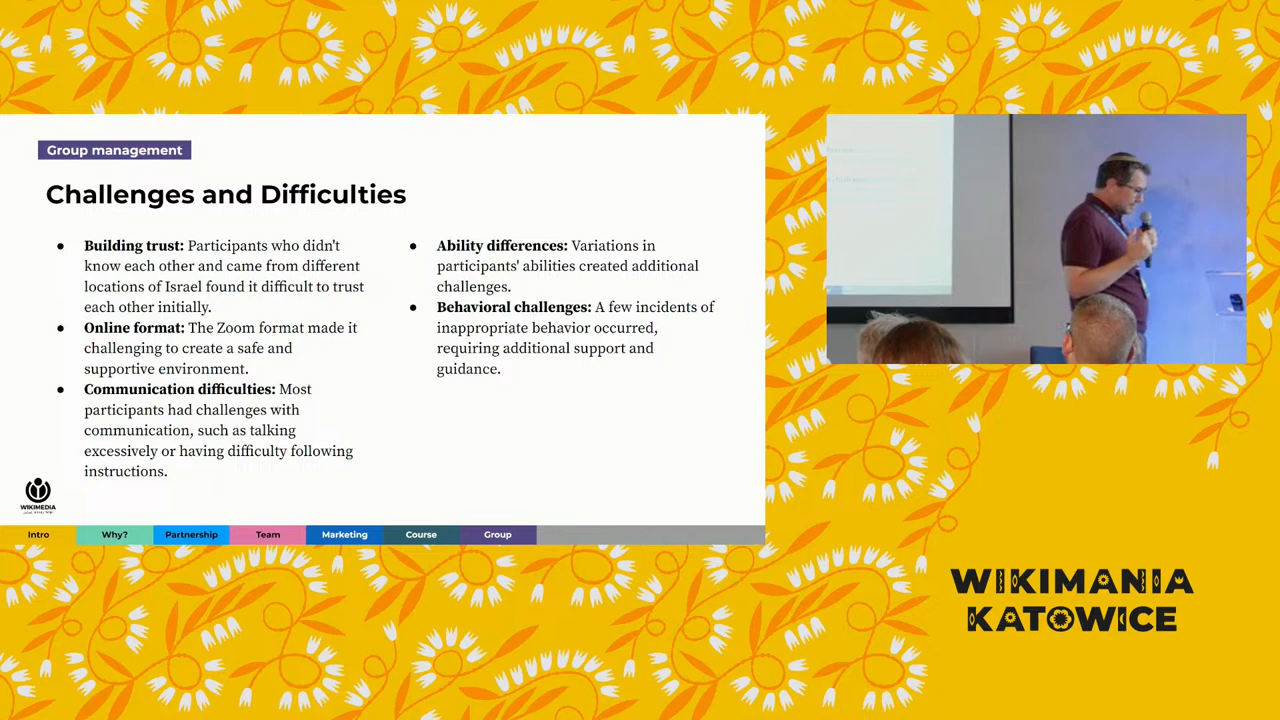 Group management
Challenges and Difficulties
● Building trust: Participants who didn't
know each other and came from different
locations of Israel found it difficult to trust
each other initially.
● Online format: The Zoom format made it
challenging to create a safe and
supportive environment.
● Communication difficulties: Most
participants had challenges with
communication, such as talking
excessively or having difficulty following
instructions.
● Ability differences: Variations in
participants' abilities created additional
challenges.
● Behavioral challenges: A few incidents of
inappropriate behavior occurred,
requiring additional support and
guidance.
WIKIMEDIA
Intro Why? Partnership Team Marketing Course Group
WIKIMANIA
KATOWICE